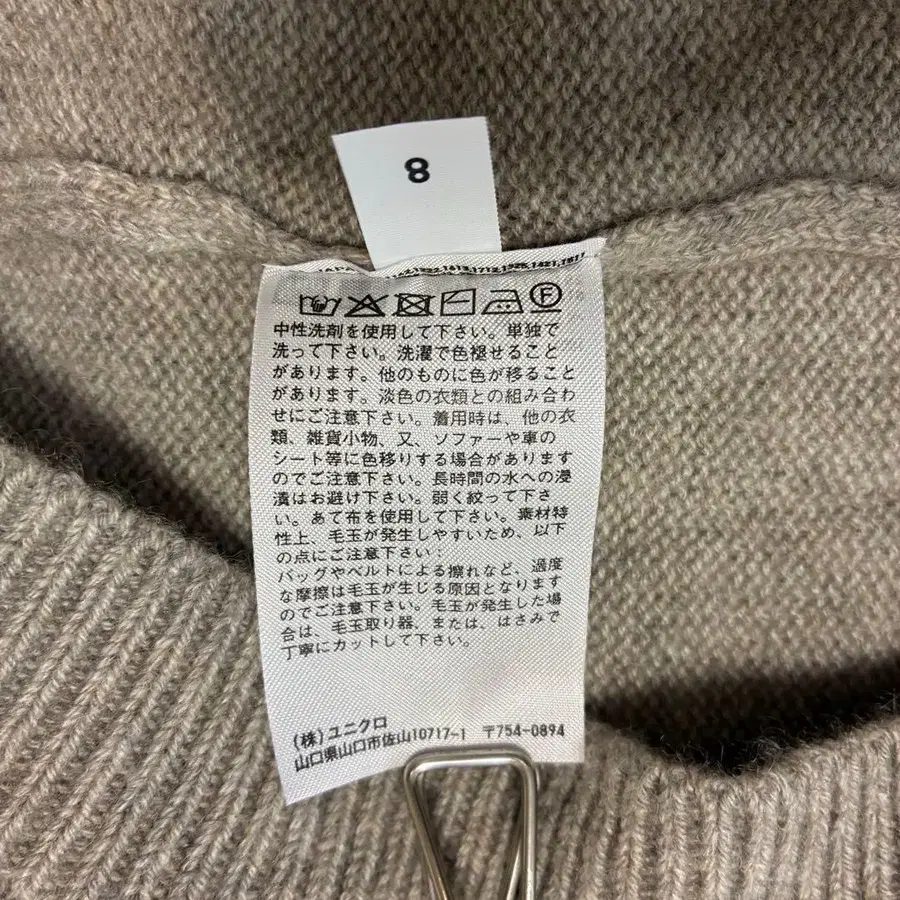 8
中性洗剤を使用して下さい。単独で
洗って下さい。洗濯で色褪せること
があります。他のものに色が移ること
があります。淡色の衣類との組み合わ
せにご注意下さい。着用時は、他の衣
類、雑貨小物、又、ソファーや車の
シート等に色移りする場合があります
のでご注意下さい。長時間の水への浸
漬はお避け下さい。弱く絞って下さ
い。あて布を使用して下さい。素材特
性上、毛玉が発生しやすいため、以下
の点にご注意下さい：
バッグやベルトによる擦れなど、過度
な摩擦は毛玉が生じる原因となります
のでご注意下さい。毛玉が発生した場
合は、毛玉取り器、または、はさみで
丁寧にカットして下さい。
(株)ユニクロ
山口県山口市佐山10717-1 〒754-0894